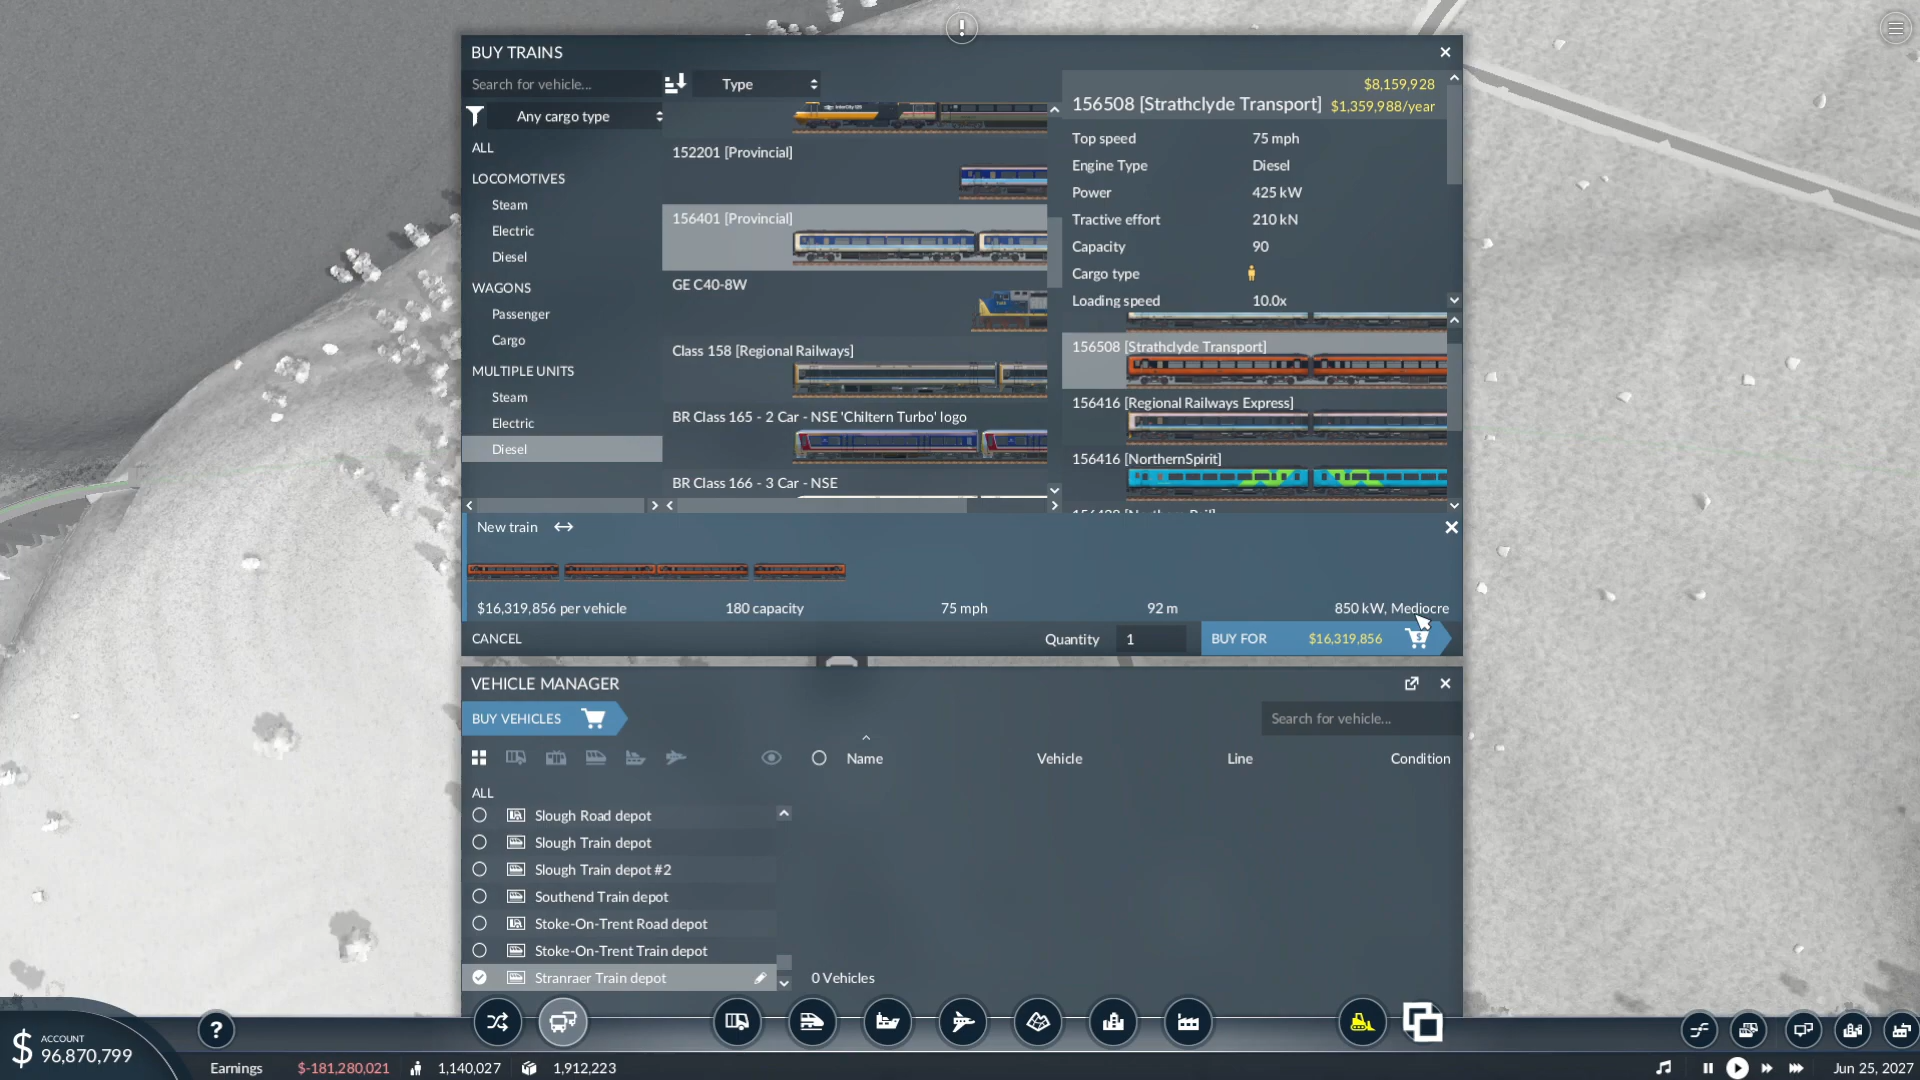 BUY TRAINS
Search for vehicle...
Type
Any cargo type
ALL
LOCOMOTIVES
Steam
Electric
Diesel
WAGONS
Passenger
Cargo
MULTIPLE UNITS
Steam
Electric
Diesel
152201 [Provincial]
156401 [Provincial]
GE C40-8W
Class 158 [Regional Railways]
BR Class 165 - 2 Car - NSE 'Chiltern Turbo' logo
BR Class 166 - 3 Car - NSE
$8,159,928
156508 [Strathclyde Transport] $1,359,988/year
Top speed 75 mph
Engine Type Diesel
Power 425 kW
Tractive effort 210 kN
Capacity 90
Cargo type
Loading speed 10.0x
156508 [Strathclyde Transport]
156416 [Regional Railways Express]
156416 [NorthernSpirit]
New train
$16,319,856 per vehicle 180 capacity 75 mph 92 m 850 kW, Mediocre
CANCEL Quantity 1 BUY FOR $16,319,856
VEHICLE MANAGER
BUY VEHICLES
Search for vehicle...
Name Vehicle Line Condition
ALL
Slough Road depot
Slough Train depot
Slough Train depot #2
Southend Train depot
Stoke-On-Trent Road depot
Stoke-On-Trent Train depot
Stranraer Train depot
0 Vehicles
?
$ ACCOUNT
96,870,799
Earnings $-181,280,021 1,140,027 1,912,223
Jun 25, 2027